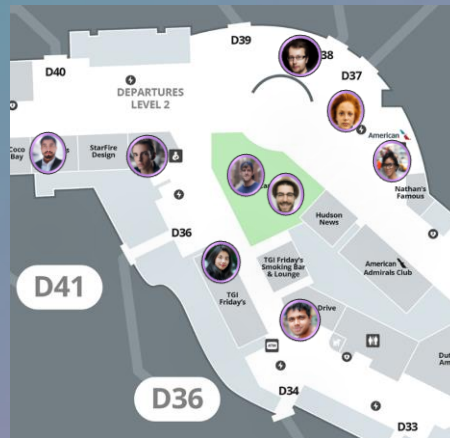 D39
38
D40
D37
DEPARTURES
LEVEL 2
American
Coco
Bay
StarFire
Design
Nathan's
Famous
Hudson
News
D36
TGI Friday's
Smoking Bar
& Lounge
American
Admirals Club
D41
TGI
Friday's
Drive
ATM
D36
D34
D33